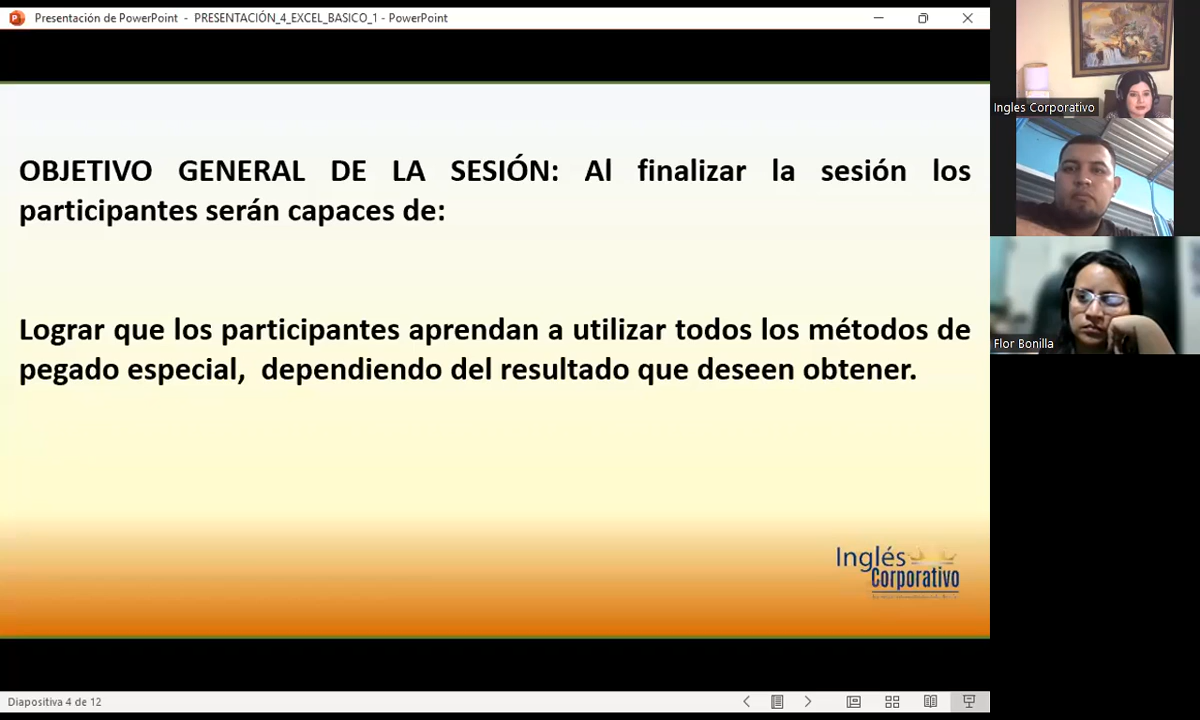 Presentación de PowerPoint - PRESENTACIÓN_4_EXCEL_BASICO_1 - PowerPoint
OBJETIVO GENERAL DE LA SESIÓN: Al finalizar la sesión los
participantes serán capaces de:
Lograr que los participantes aprendan a utilizar todos los métodos de
pegado especial, dependiendo del resultado que deseen obtener.
Inglés
Corporativo
Diapositiva 4 de 12
Ingles Corporativo
Flor Bonilla